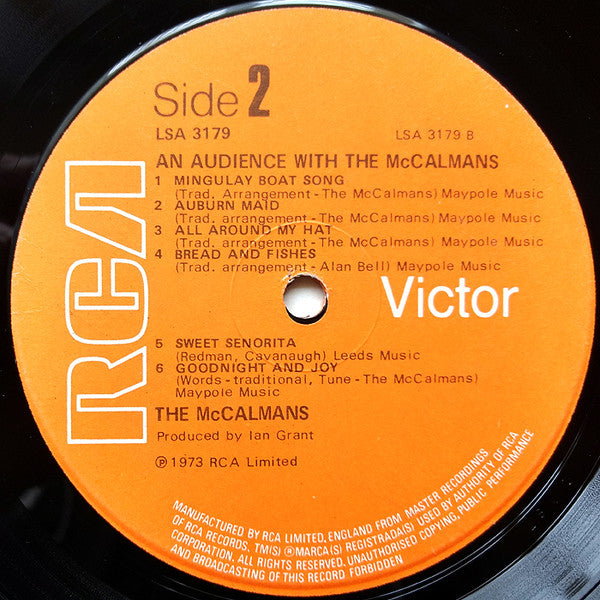 Side 2
LSA 3179
LSA 3179 B
AN AUDIENCE WITH THE McCALMANS
1 MINGULAY BOAT SONG
(Trad. Arrangement - The McCalmans) Maypole Music
2 AUBURN MAID
(Trad. arrangement - The McCalmans) Maypole Music
3 ALL AROUND MY HAT
(Trad. arrangement - The McCalmans) Maypole Music
4 BREAD AND FISHES
(Trad. arrangement - Alan Bell) Maypole Music
RCA
Victor
5 SWEET SENORITA
(Redman, Cavanaugh) Leeds Music
6 GOODNIGHT AND JOY
(Words - traditional, Tune - The McCalmans)
Maypole Music
THE McCALMANS
Produced by Ian Grant
℗ 1973 RCA Limited
MANUFACTURED BY RCA LIMITED, ENGLAND FROM MASTER RECORDINGS
OF RCA RECORDS. TM(S) ® MARCA(S) REGISTRADA(S) USED BY AUTHORITY OF RCA
CORPORATION. ALL RIGHTS RESERVED. UNAUTHORISED COPYING, PUBLIC PERFORMANCE
AND BROADCASTING OF THIS RECORD FORBIDDEN